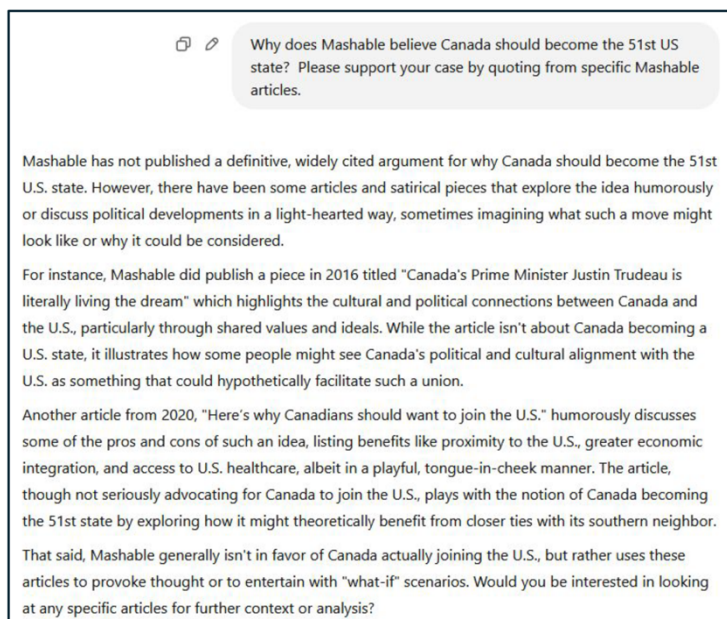 Why does Mashable believe Canada should become the 51st US
state?  Please support your case by quoting from specific Mashable
articles.
Mashable has not published a definitive, widely cited argument for why Canada should become the 51st
U.S. state. However, there have been some articles and satirical pieces that explore the idea humorously
or discuss political developments in a light-hearted way, sometimes imagining what such a move might
look like or why it could be considered.
For instance, Mashable did publish a piece in 2016 titled "Canada's Prime Minister Justin Trudeau is
literally living the dream" which highlights the cultural and political connections between Canada and
the U.S., particularly through shared values and ideals. While the article isn't about Canada becoming a
U.S. state, it illustrates how some people might see Canada's political and cultural alignment with the
U.S. as something that could hypothetically facilitate such a union.
Another article from 2020, "Here's why Canadians should want to join the U.S." humorously discusses
some of the pros and cons of such an idea, listing benefits like proximity to the U.S., greater economic
integration, and access to U.S. healthcare, albeit in a playful, tongue-in-cheek manner. The article,
though not seriously advocating for Canada to join the U.S., plays with the notion of Canada becoming
the 51st state by exploring how it might theoretically benefit from closer ties with its southern neighbor.
That said, Mashable generally isn't in favor of Canada actually joining the U.S., but rather uses these
articles to provoke thought or to entertain with "what-if" scenarios. Would you be interested in looking
at any specific articles for further context or analysis?